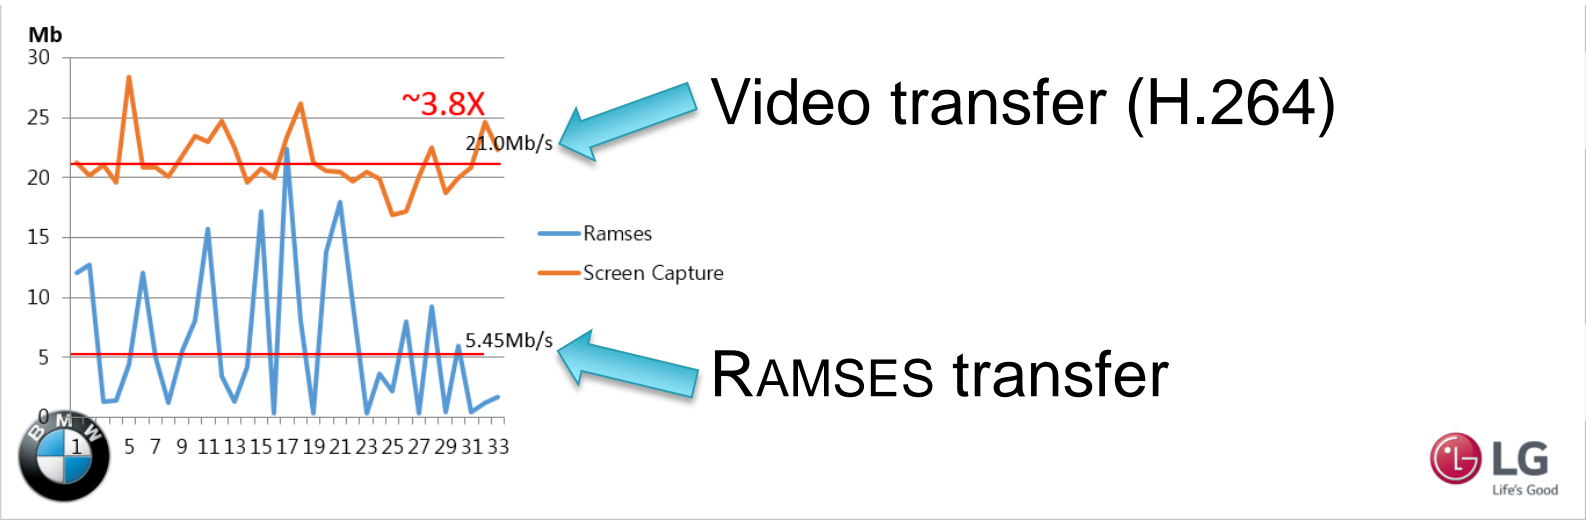 Mb
30
25
20
15
10
5
0
~3.8X
21.0Mb/s
5.45Mb/s
1 5 7 9 11 13 15 17 19 21 23 25 27 29 31 33
Ramses
Screen Capture
Video transfer (H.264)
RAMSES transfer
BMW
LG
Life's Good